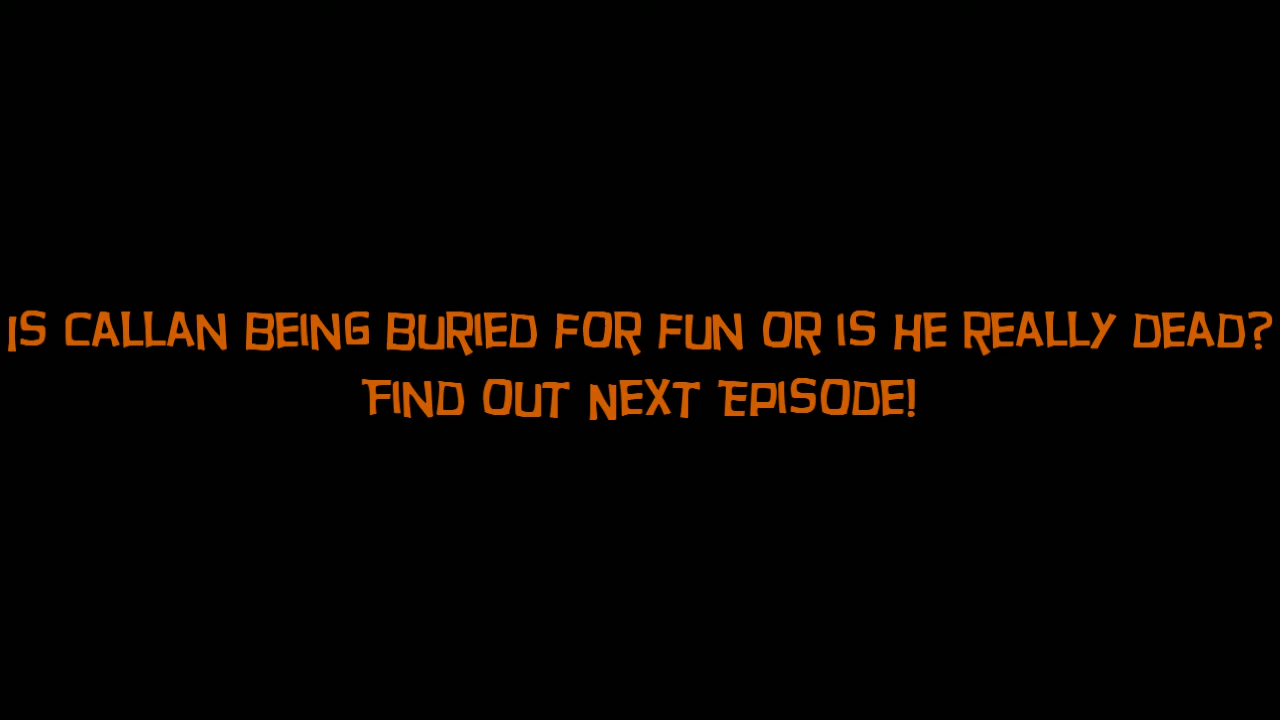 IS CALLAN BEING BURIED FOR FUN OR IS HE REALLY DEAD?
FIND OUT NEXT EPISODE!